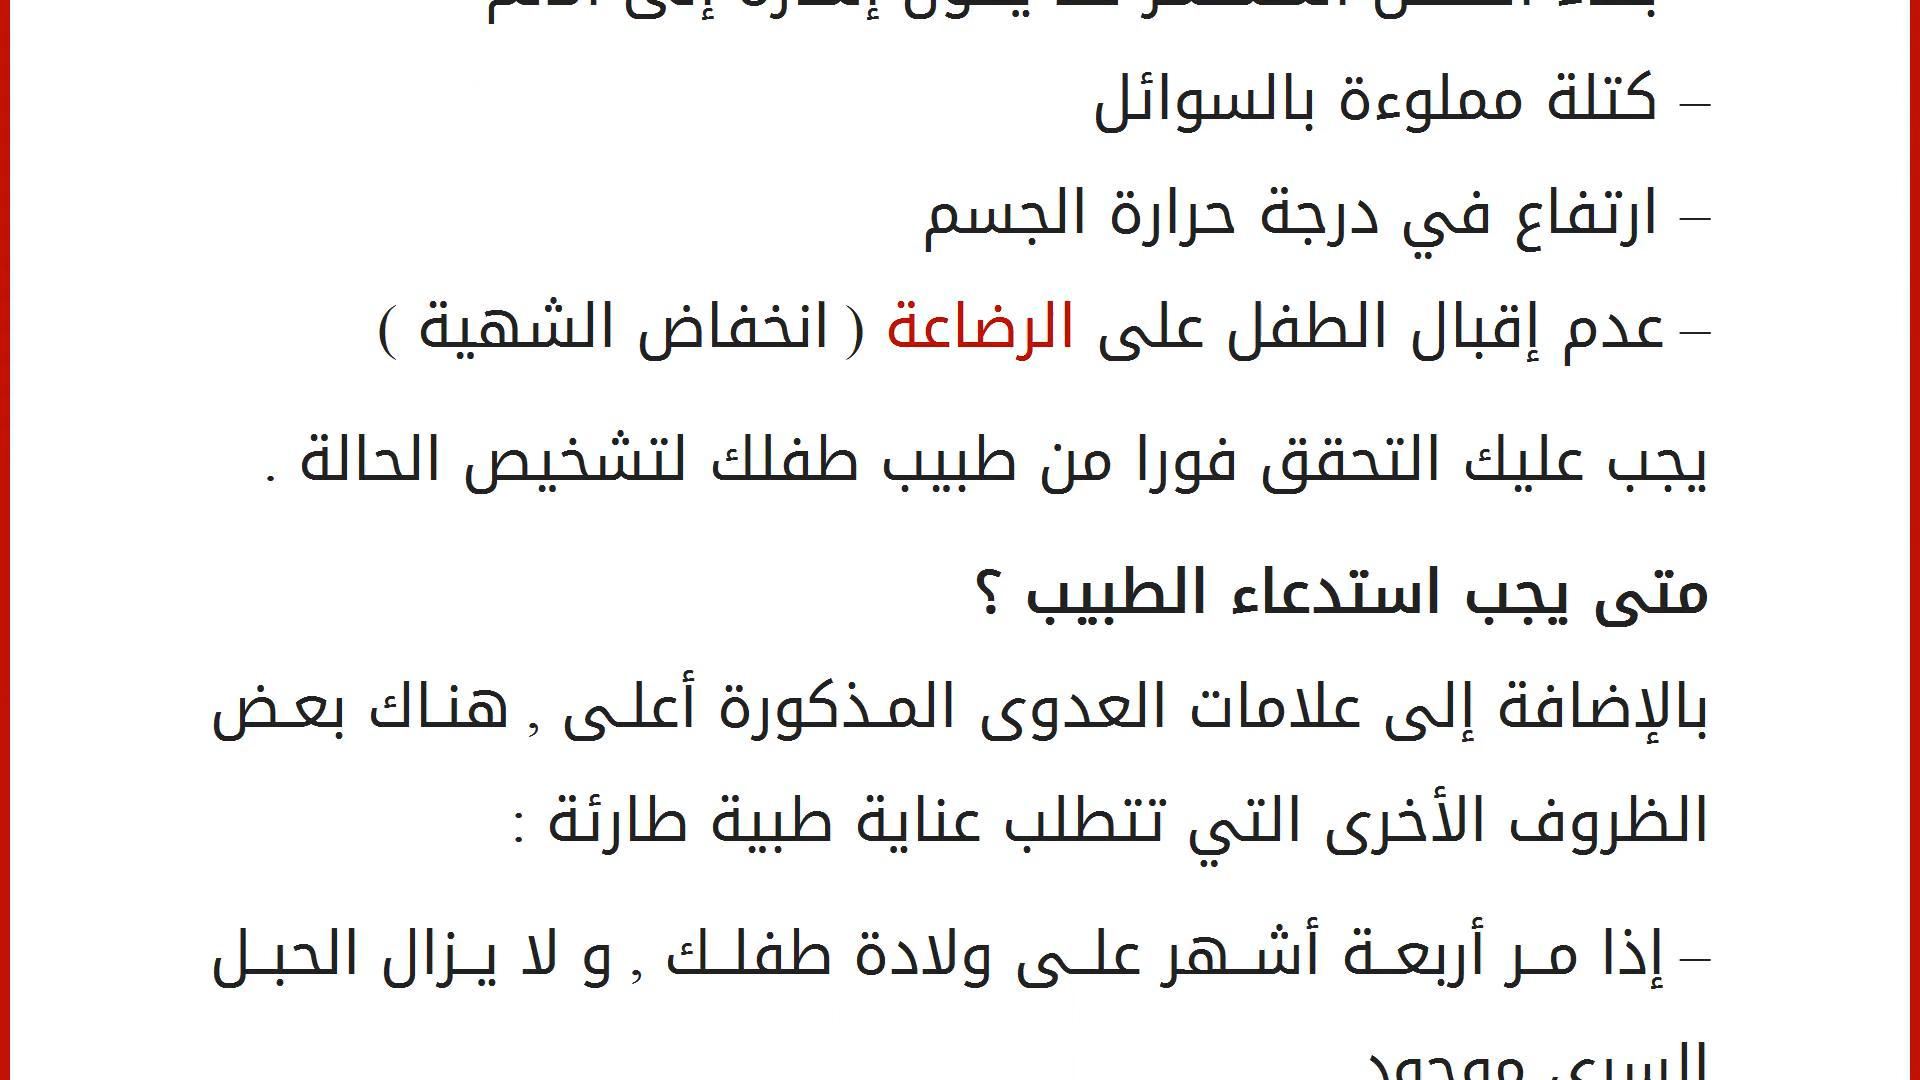 – كتلة مملوءة بالسوائل
– ارتفاع في درجة حرارة الجسم
– عدم إقبال الطفل على الرضاعة ( انخفاض الشهية )
يجب عليك التحقق فورا من طبيب طفلك لتشخيص الحالة .
متى يجب استدعاء الطبيب ؟
بالإضافة إلى علامات العدوى المذكورة أعلى , هناك بعض
الظروف الأخرى التي تتطلب عناية طبية طارئة :
– إذا مر أربعة أشهر على ولادة طفلك , و لا يزال الحبل
السري موجود